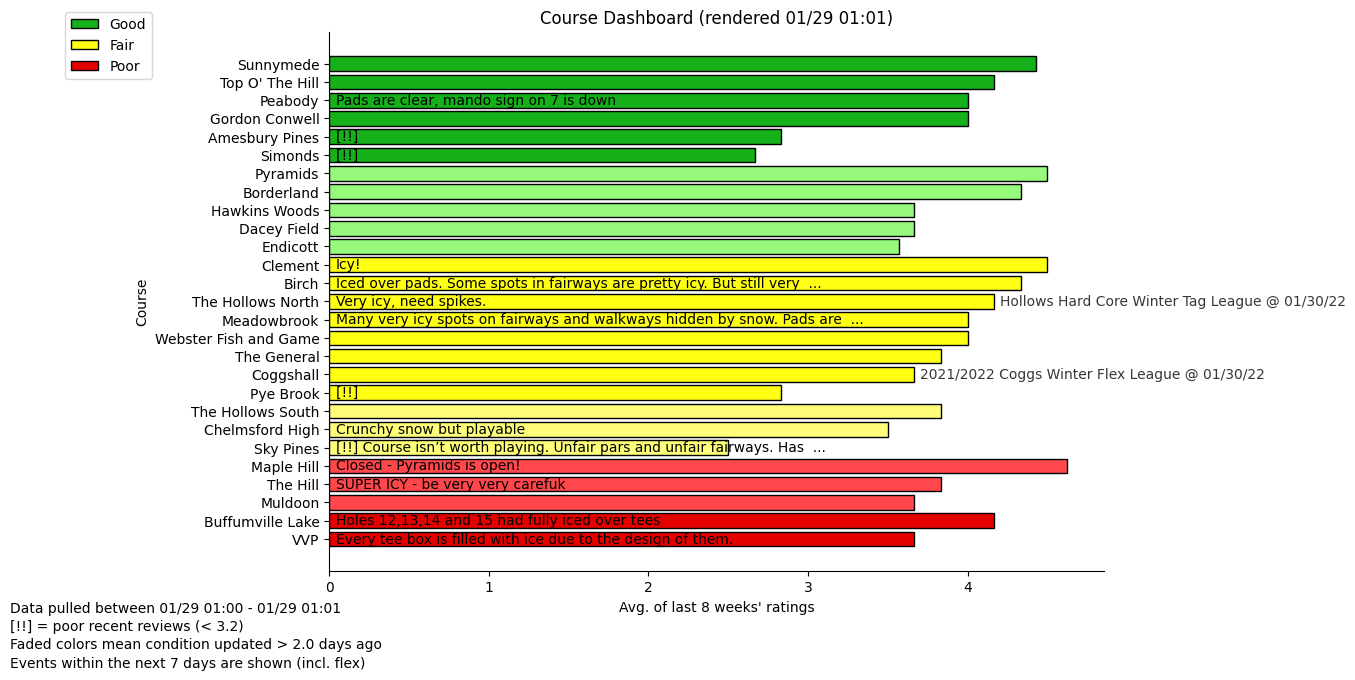 Course Dashboard (rendered 01/29 01:01)
Good
Fair
Poor
Sunnymede
Top O' The Hill
Peabody Pads are clear, mando sign on 7 is down
Gordon Conwell
Amesbury Pines [!!]
Simonds [!!]
Pyramids
Borderland
Hawkins Woods
Dacey Field
Endicott
Clement Icy!
Birch Iced over pads. Some spots in fairways are pretty icy. But still very ...
The Hollows North Very icy, need spikes. Hollows Hard Core Winter Tag League @ 01/30/22
Meadowbrook Many very icy spots on fairways and walkways hidden by snow. Pads are ...
Webster Fish and Game
The General
Coggshall 2021/2022 Coggs Winter Flex League @ 01/30/22
Pye Brook [!!]
The Hollows South
Chelmsford High Crunchy snow but playable
Sky Pines [!!] Course isn’t worth playing. Unfair pars and unfair fairways. Has ...
Maple Hill Closed - Pyramids is open!
The Hill SUPER ICY - be very very carefuk
Muldoon
Buffumville Lake Holes 12,13,14 and 15 had fully iced over tees
VVP Every tee box is filled with ice due to the design of them.
Course
0 1 2 3 4
Avg. of last 8 weeks' ratings
Data pulled between 01/29 01:00 - 01/29 01:01
[!!] = poor recent reviews (< 3.2)
Faded colors mean condition updated > 2.0 days ago
Events within the next 7 days are shown (incl. flex)